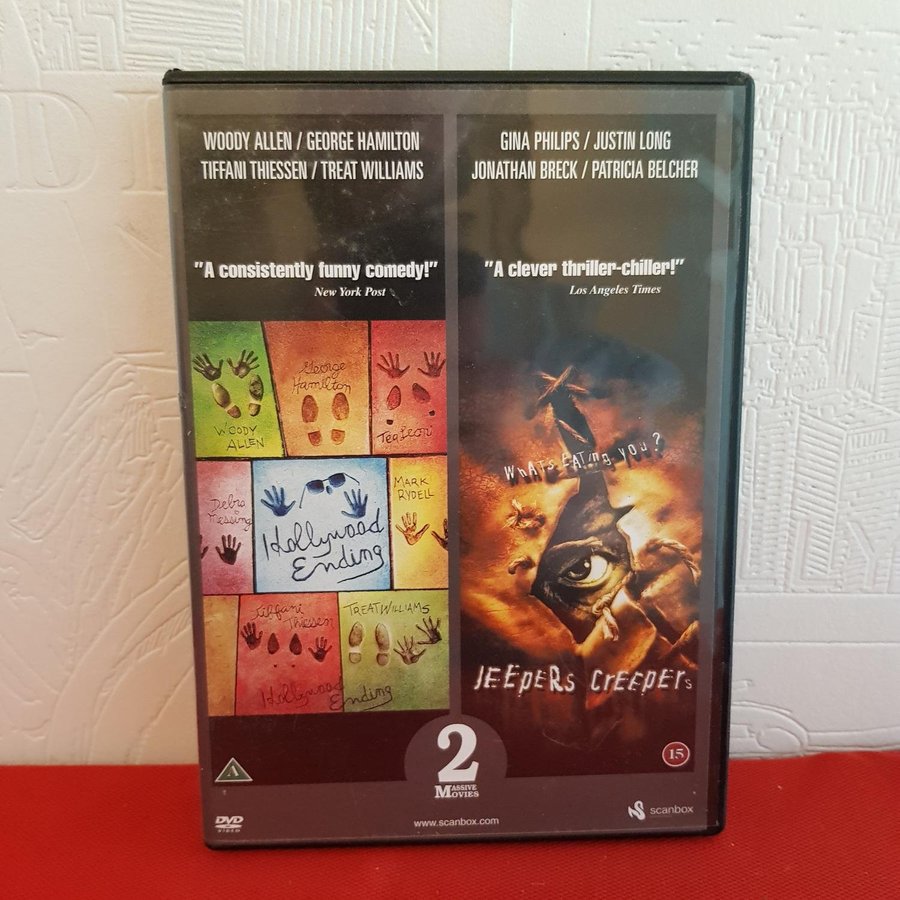 WOODY ALLEN / GEORGE HAMILTON
TIFFANI THIESSEN / TREAT WILLIAMS
"A consistently funny comedy!"
New York Post
WOODY ALLEN
George Hamilton
Tea Leoni
Debra Messing
Hollywood Ending
MARK RYDELL
Tiffani Thiessen
TREAT WILLIAMS
Hollywood Ending
A
GINA PHILIPS / JUSTIN LONG
JONATHAN BRECK / PATRICIA BELCHER
"A clever thriller-chiller!"
Los Angeles Times
WHATS EATing you?
JEEpERS CrEEpErs
15
2
MASSIVE
MOVIES
DVD
VIDEO
www.scanbox.com
scanbox